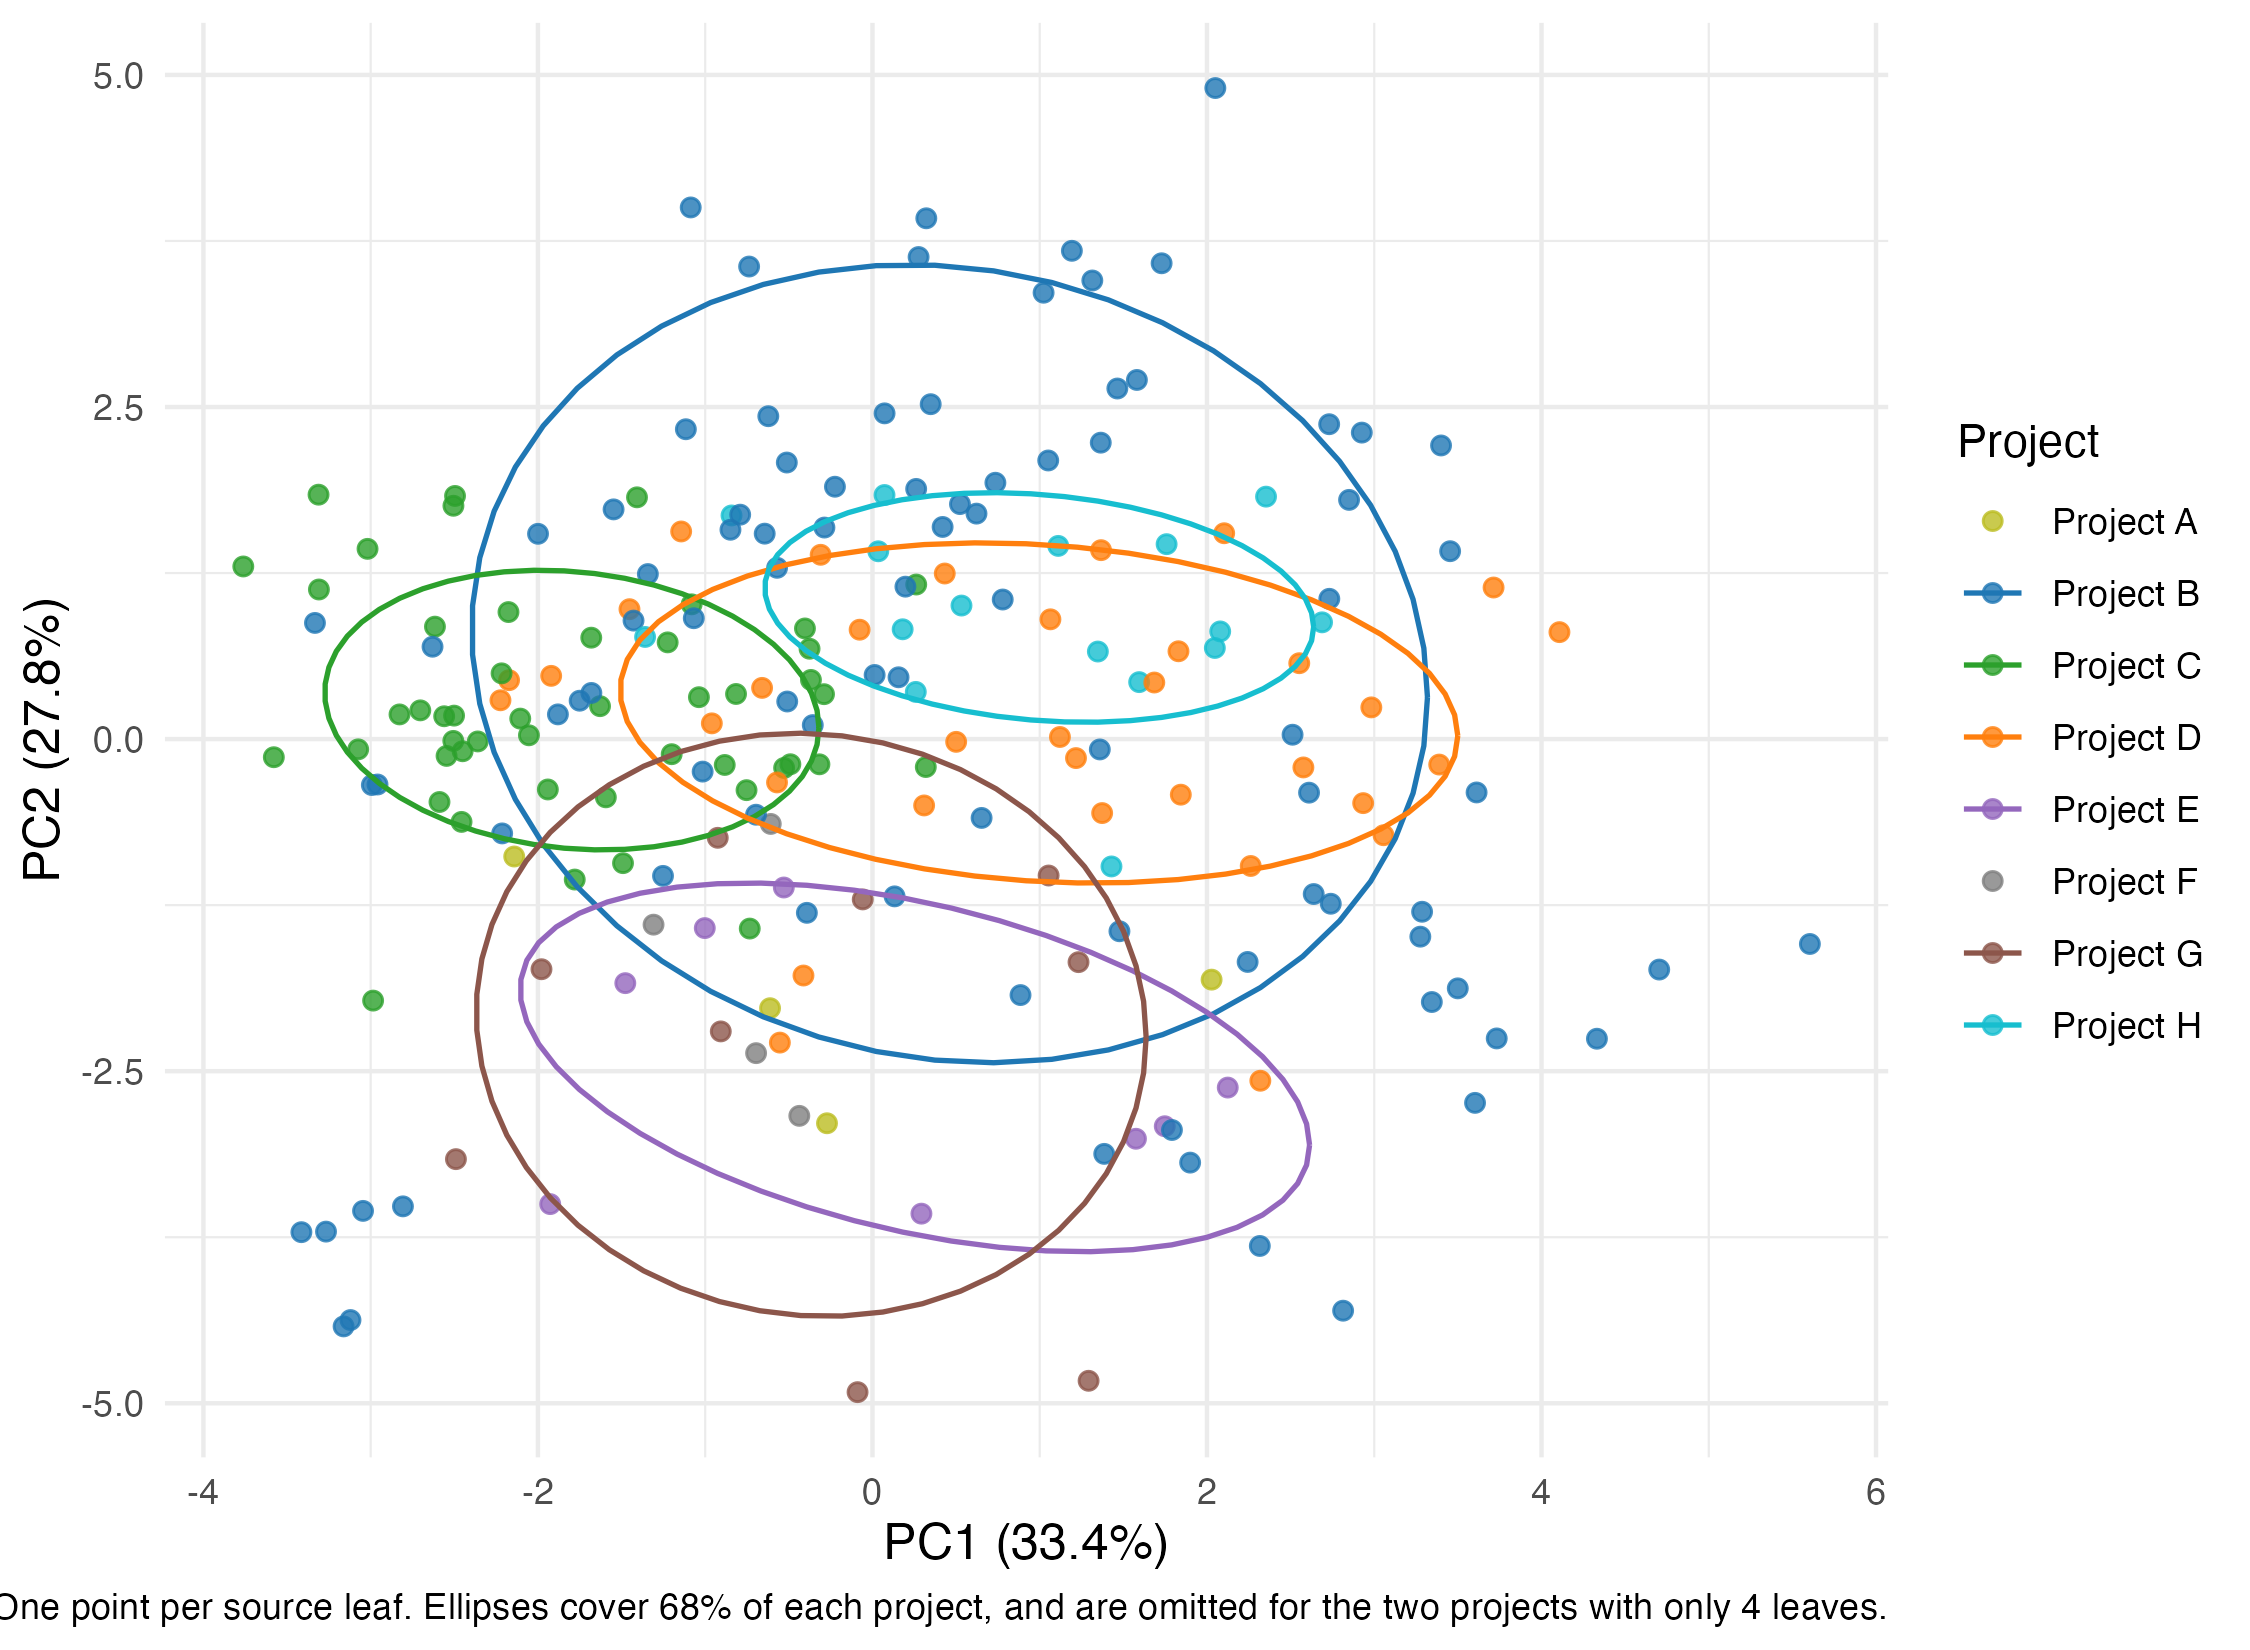 5.0
2.5
0.0
-2.5
-5.0
PC2 (27.8%)
-4 -2 0 2 4 6
PC1 (33.4%)
Project
Project A
Project B
Project C
Project D
Project E
Project F
Project G
Project H
One point per source leaf. Ellipses cover 68% of each project, and are omitted for the two projects with only 4 leaves.